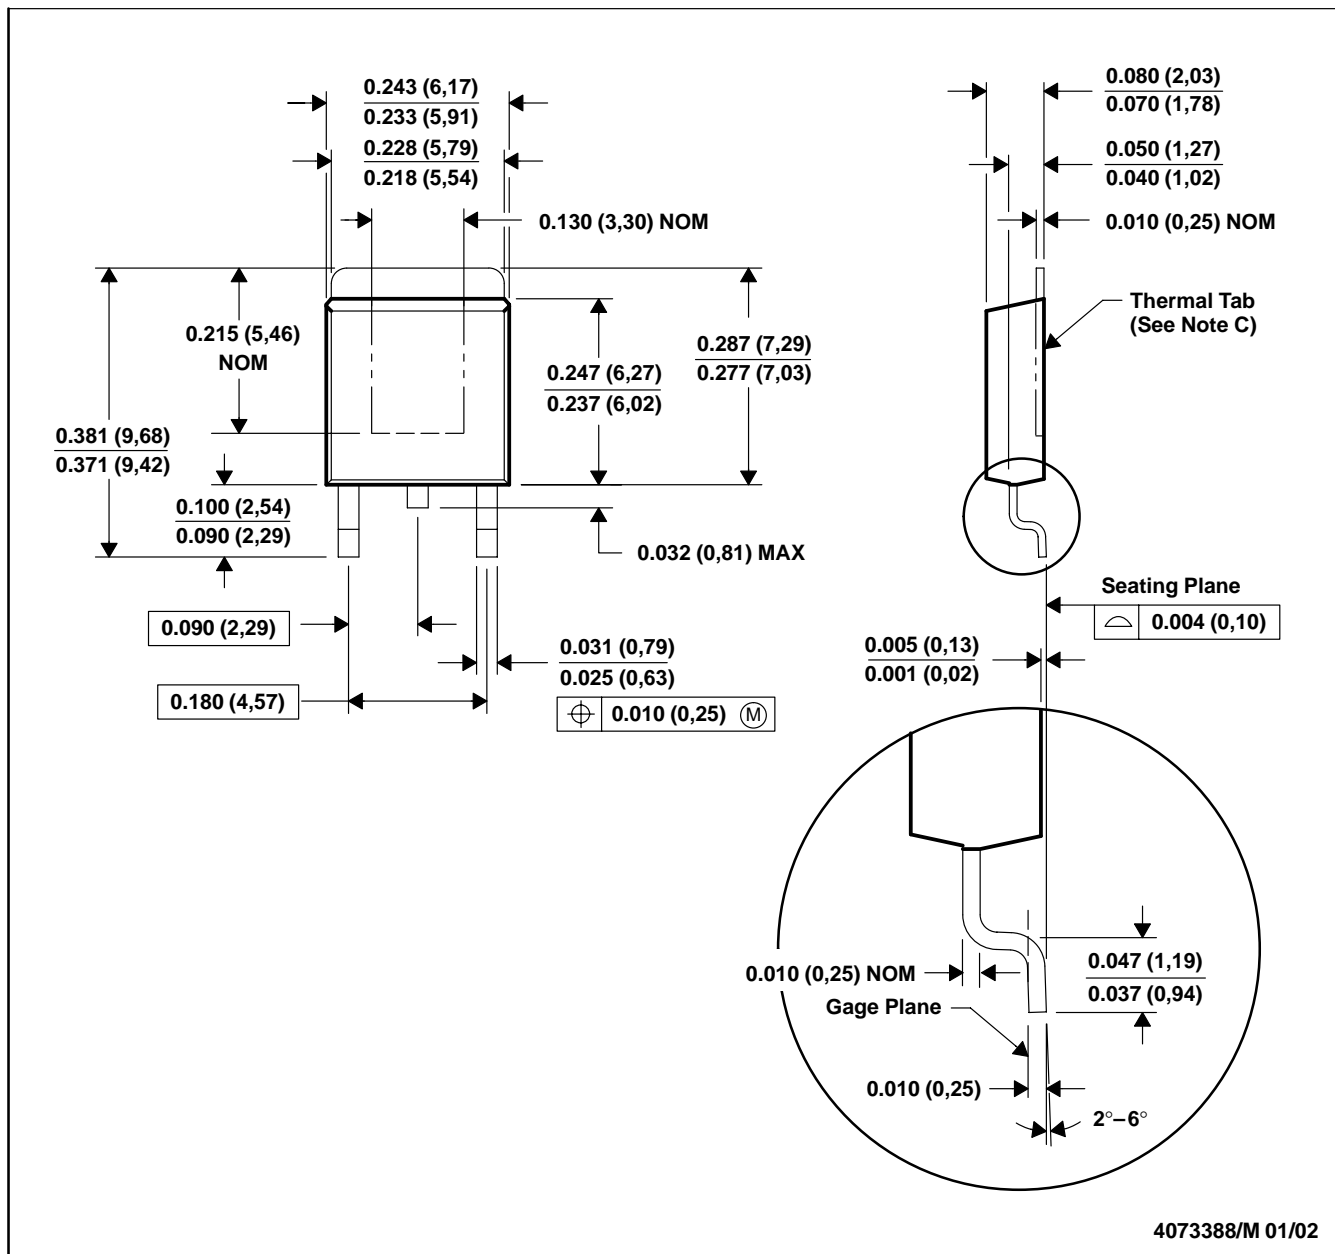 0.243 (6,17)
0.233 (5,91)
0.228 (5,79)
0.218 (5,54)
0.130 (3,30) NOM
0.215 (5,46)
NOM
0.287 (7,29)
0.277 (7,03)
0.247 (6,27)
0.237 (6,02)
0.381 (9,68)
0.371 (9,42)
0.100 (2,54)
0.090 (2,29)
0.032 (0,81) MAX
0.090 (2,29)
0.031 (0,79)
0.025 (0,63)
0.180 (4,57)
0.010 (0,25) Ⓜ
0.080 (2,03)
0.070 (1,78)
0.050 (1,27)
0.040 (1,02)
0.010 (0,25) NOM
Thermal Tab
(See Note C)
Seating Plane
0.004 (0,10)
0.005 (0,13)
0.001 (0,02)
0.010 (0,25) NOM
0.047 (1,19)
0.037 (0,94)
Gage Plane
0.010 (0,25)
2°–6°
4073388/M 01/02